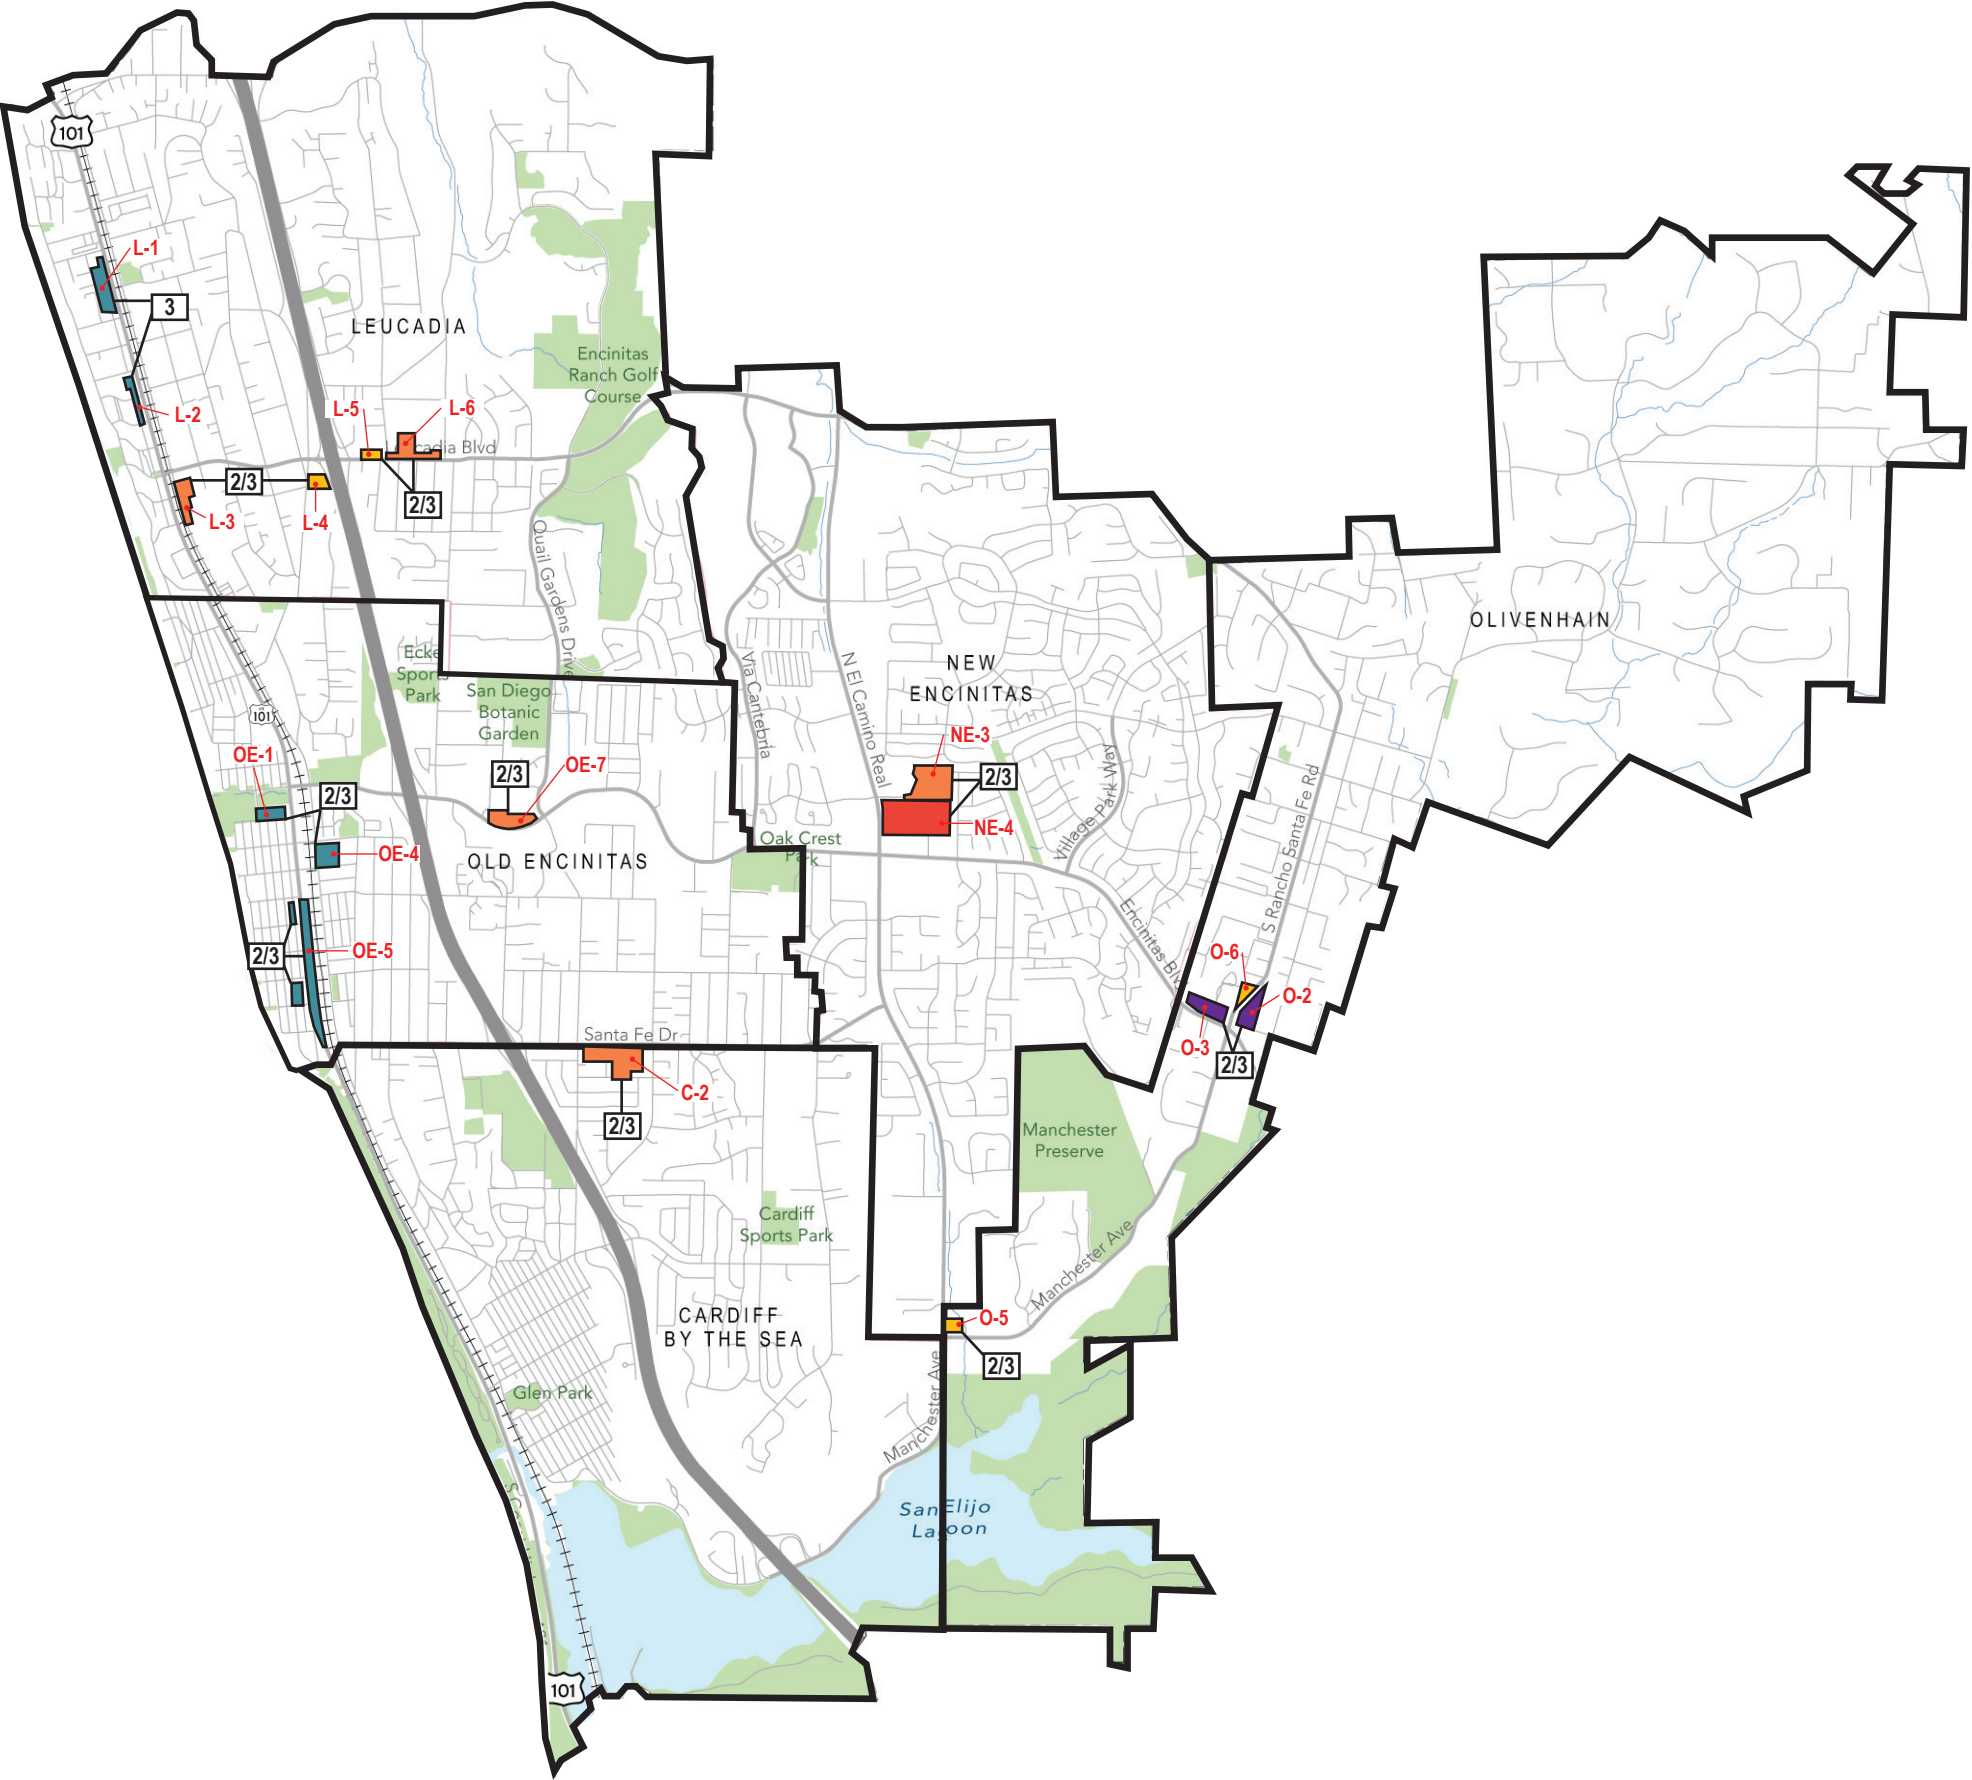 101
L-1
3
LEUCADIA
Encinitas
Ranch Golf
Course
L-5
L-6
L-2
Leucadia Blvd
2/3
2/3
L-3
L-4
Quail Gardens Drive
OLIVENHAIN
Ecke
Sports
Park
San Diego
Botanic
Garden
Via Cantebria
N El Camino Real
NEW
ENCINITAS
101
OE-1
2/3
2/3
OE-7
NE-3
2/3
NE-4
Village Park Way
S Rancho Santa Fe Rd
Oak Crest
Park
OE-4
OLD ENCINITAS
Encinitas Blvd
2/3
OE-5
O-6
O-2
O-3
2/3
Santa Fe Dr
C-2
2/3
Manchester
Preserve
Cardiff
Sports Park
Manchester Ave
CARDIFF
BY THE SEA
O-5
2/3
Manchester Ave
Glen Park
San Elijo
Lagoon
101